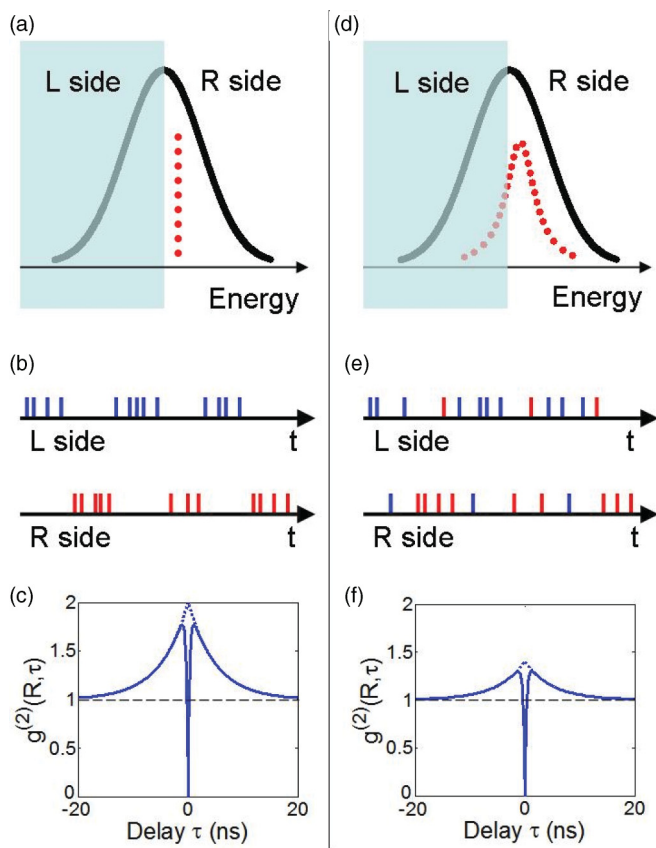 (a)
L side
R side
Energy
(b)
L side
t
R side
t
(c)
2
1.5
1
0.5
0
g(2)(R,τ)
-20
0
20
Delay τ (ns)
(d)
L side
R side
Energy
(e)
L side
t
R side
t
(f)
2
1.5
1
0.5
0
g(2)(R,τ)
-20
0
20
Delay τ (ns)